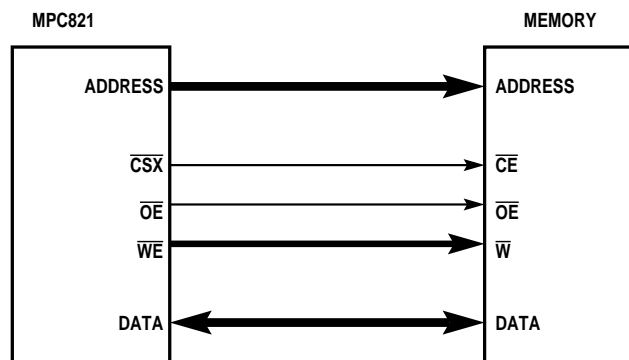 MPC821 MEMORY
ADDRESS ADDRESS
CSX CE
OE OE
WE W
DATA DATA